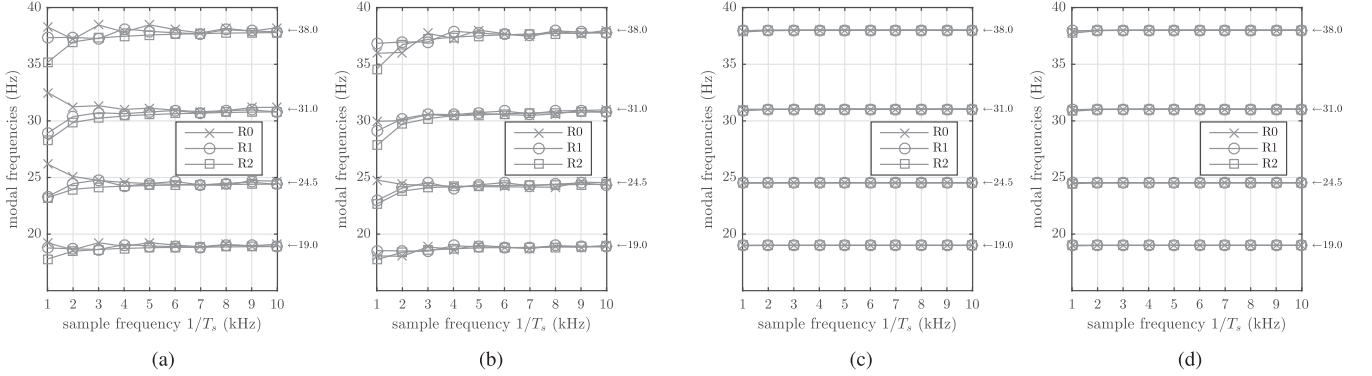 40
35
30
25
20
modal frequencies (Hz)
←38.0
←31.0
←24.5
←19.0
R0
R1
R2
1 2 3 4 5 6 7 8 9 10
sample frequency 1/Ts (kHz)
(a)
40
35
30
25
20
modal frequencies (Hz)
←38.0
←31.0
←24.5
←19.0
R0
R1
R2
1 2 3 4 5 6 7 8 9 10
sample frequency 1/Ts (kHz)
(b)
40
35
30
25
20
modal frequencies (Hz)
←38.0
←31.0
←24.5
←19.0
R0
R1
R2
1 2 3 4 5 6 7 8 9 10
sample frequency 1/Ts (kHz)
(c)
40
35
30
25
20
modal frequencies (Hz)
←38.0
←31.0
←24.5
←19.0
R0
R1
R2
1 2 3 4 5 6 7 8 9 10
sample frequency 1/Ts (kHz)
(d)